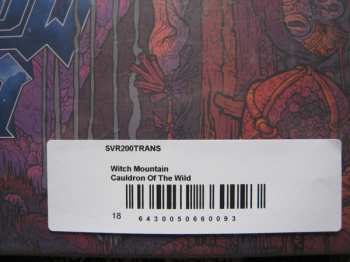 SVR200TRANS
Witch Mountain
Cauldron Of The Wild
18 6430050660093